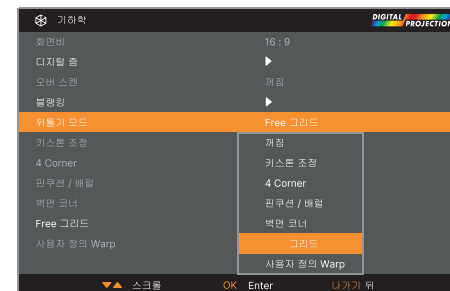 기하학
DIGITAL PROJECTION
화면비 16 : 9
디지털 줌
오버 스캔 꺼짐
블랭킹
뒤틀기 모드 Free 그리드
키스톤 조정 꺼짐
4 Corner 키스톤 조정
핀쿠션 / 배럴 4 Corner
벽면 코너 핀쿠션 / 배럴
Free 그리드 벽면 코너
사용자 정의 Warp 그리드
사용자 정의 Warp
스크롤 OK Enter 나가기 뒤